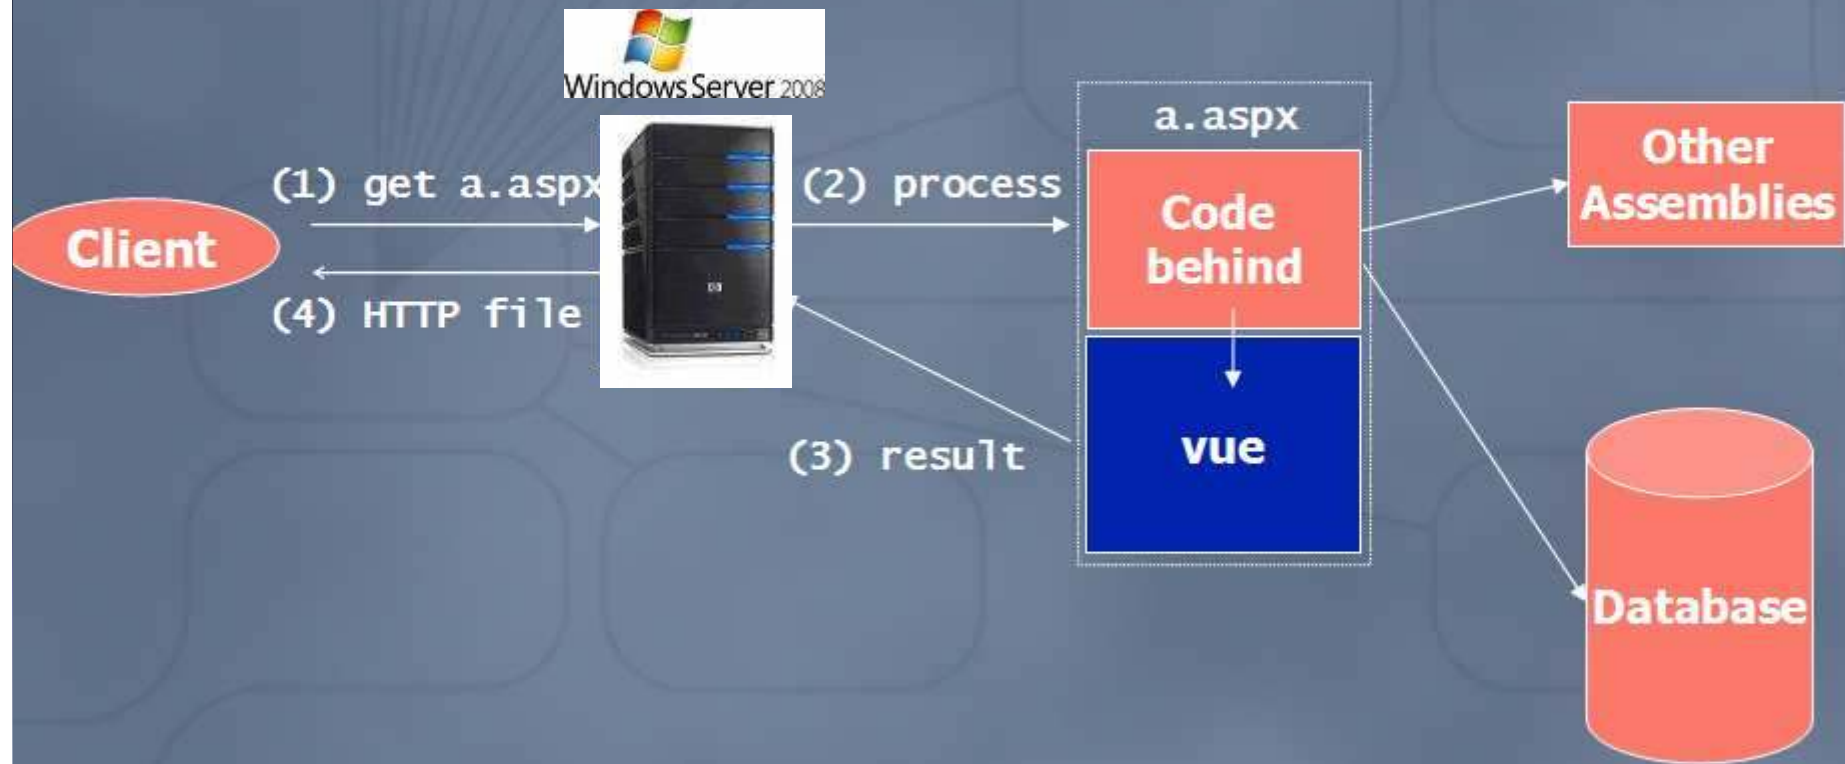 Windows Server 2008
a.aspx
Other
Assemblies
(1) get a.aspx
(2) process
Client
Code
behind
(4) HTTP file
(3) result
vue
Database